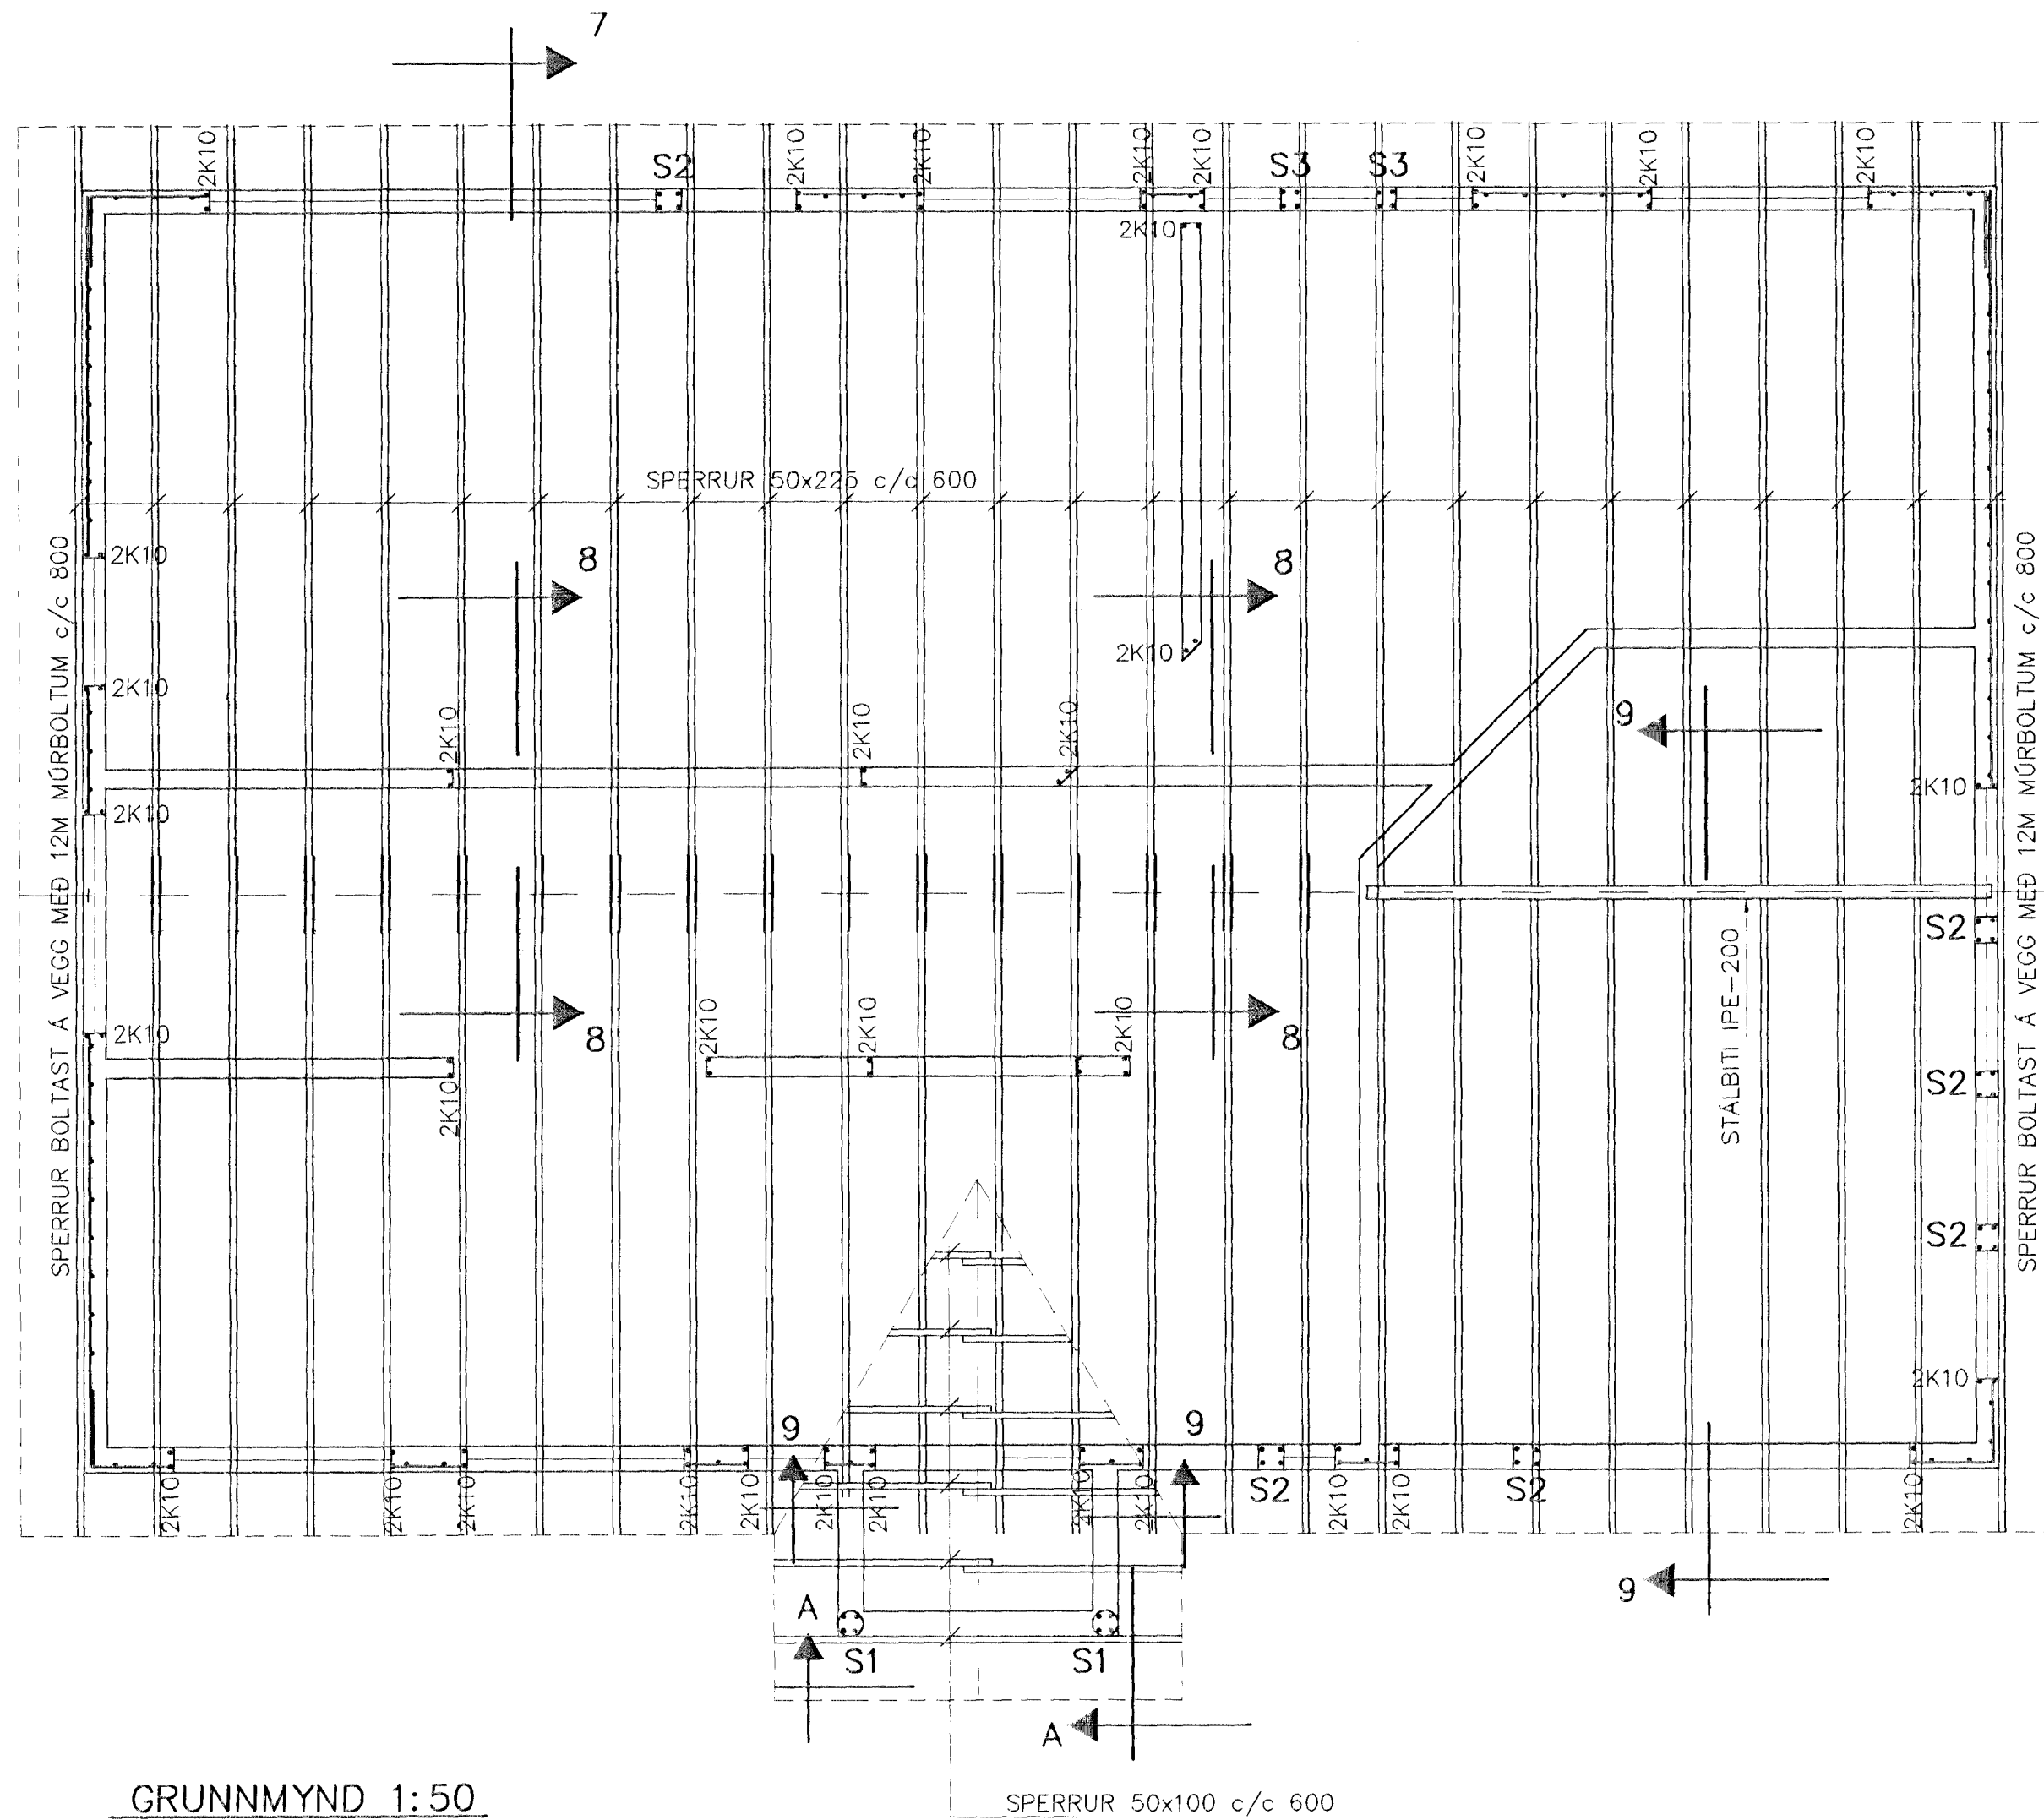 7
2K10
S2
2K10
2K10
2K10
2K10
S3
S3
2K10
2K10
2K10
2K10
SPERRUR 50x225 c/c 600
SPERRUR BOLTAST Á VEGG MEÐ 12M MÚRBOLTUM c/c 800
2K10
8
8
SPERRUR BOLTAST Á VEGG MEÐ 12M MÚRBOLTUM c/c 800
2K10
2K10
2K10
2K10
2K10
9
2K10
2K10
S2
STÁLBITI IPE-200
2K10
8
2K10
2K10
2K10
8
S2
2K10
S2
2K10
9
9
2K10
2K10
2K10
2K10
2K10
2K10
2K10
2K10
2K10
S2
2K10
2K10
S2
2K10
9
A
S1
S1
A
GRUNNMYND 1:50
SPERRUR 50x100 c/c 600